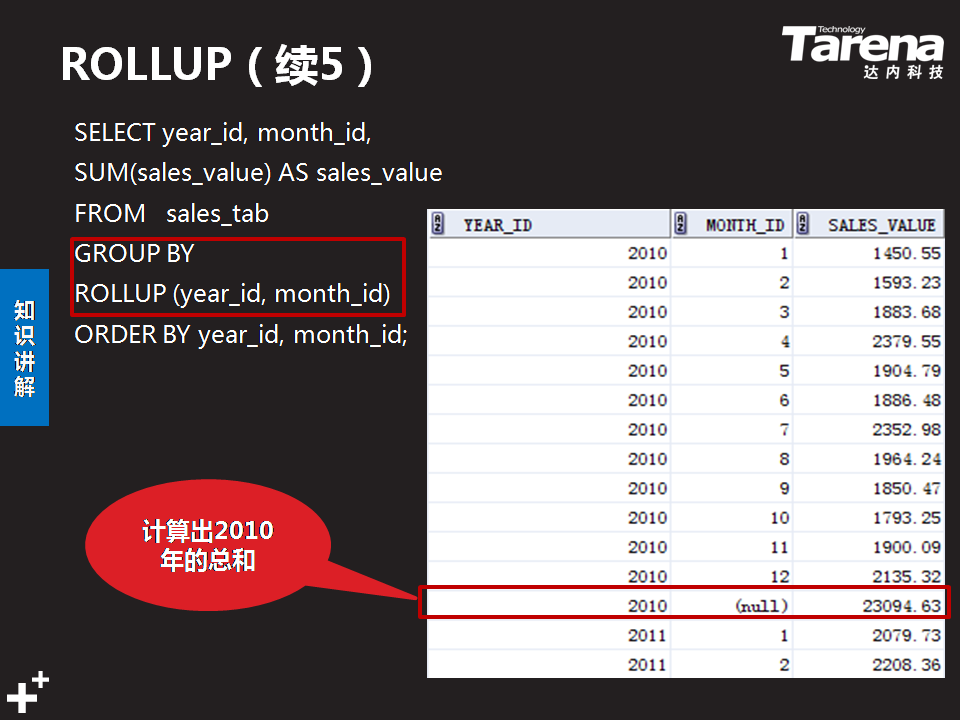 ROLLUP（续5）
Technology
Tarena
达内科技
SELECT year_id, month_id,
SUM(sales_value) AS sales_value
FROM sales_tab
GROUP BY
ROLLUP (year_id, month_id)
ORDER BY year_id, month_id;
知识讲解
计算出2010
年的总和
YEAR_ID MONTH_ID SALES_VALUE
2010 1 1450.55
2010 2 1593.23
2010 3 1883.68
2010 4 2379.55
2010 5 1904.79
2010 6 1886.48
2010 7 2352.98
2010 8 1964.24
2010 9 1850.47
2010 10 1793.25
2010 11 1900.09
2010 12 2135.32
2010 (null) 23094.63
2011 1 2079.73
2011 2 2208.36